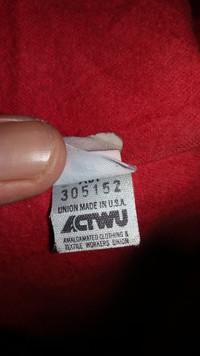 305152
UNION MADE IN U.S.A.
ACTWU
AMALGAMATED CLOTHING &
TEXTILE WORKERS UNION